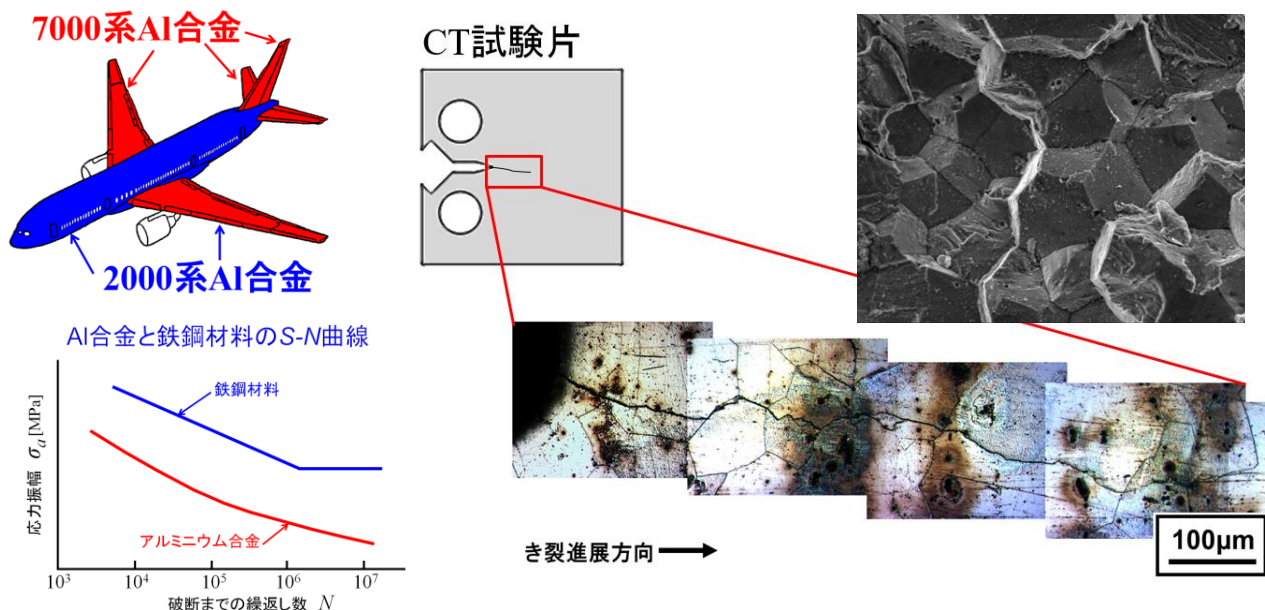 7000系Al合金
2000系Al合金
CT試験片
Al合金と鉄鋼材料のS-N曲線
応力振幅 σa [MPa]
鉄鋼材料
アルミニウム合金
10³ 10⁴ 10⁵ 10⁶ 10⁷
破断までの繰返し数 N
き裂進展方向
100μm